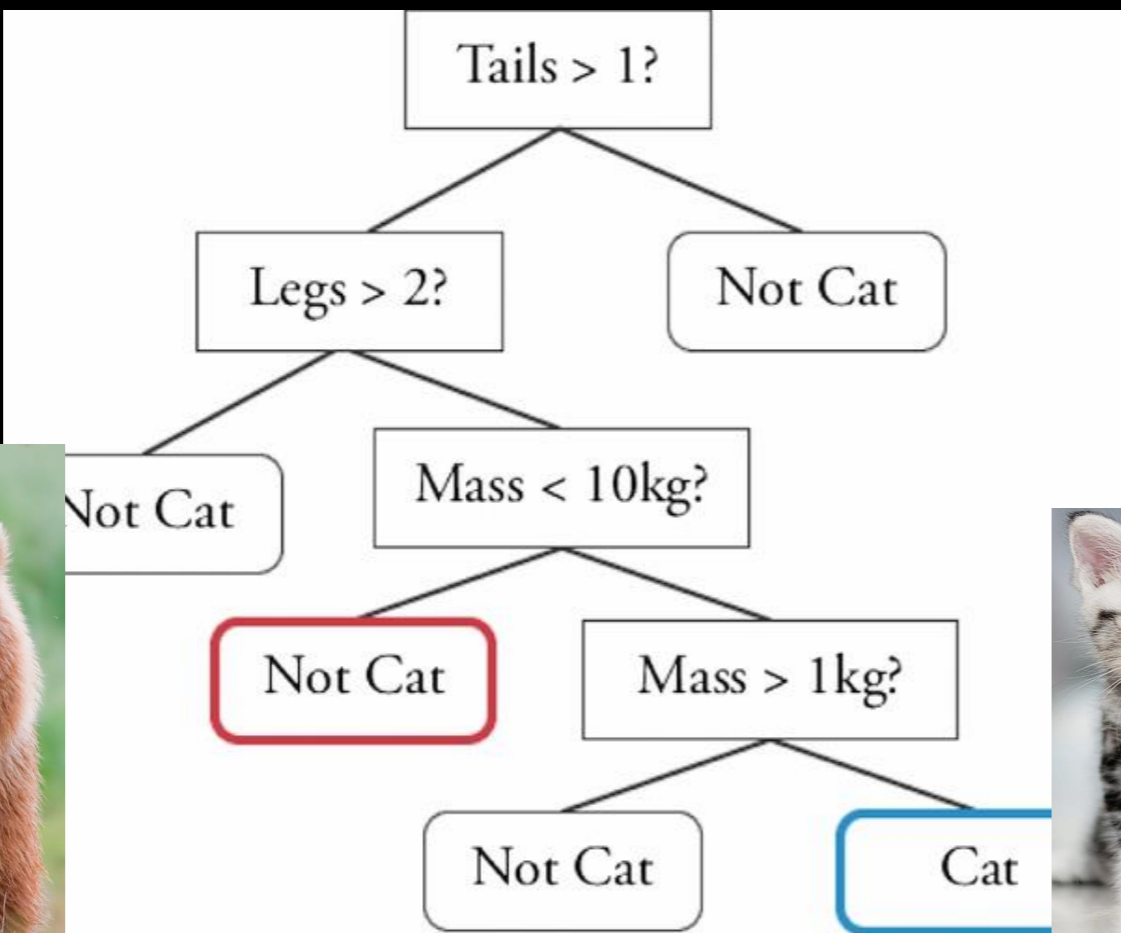 Tails > 1?
Legs > 2?
Not Cat
Not Cat
Mass < 10kg?
Not Cat
Mass > 1kg?
Not Cat
Cat